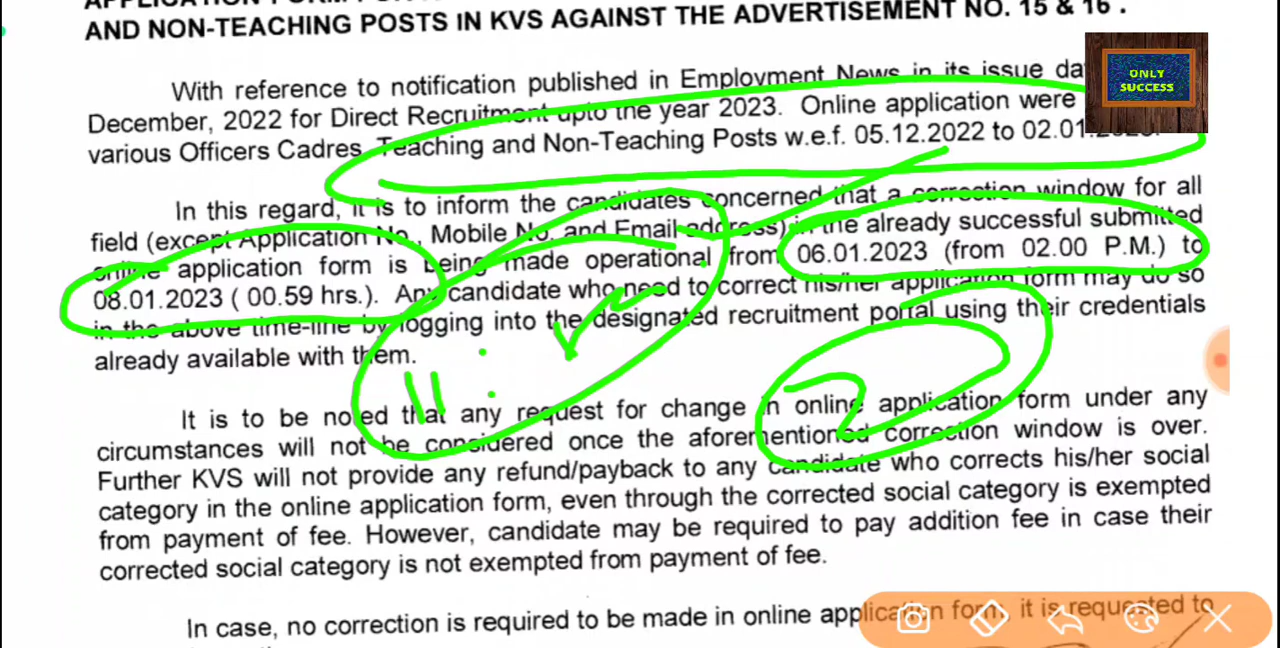 AND NON-TEACHING POSTS IN KVS AGAINST THE ADVERTISEMENT NO. 15 & 16 .
ONLY
SUCCESS
With reference to notification published in Employment News in its issue
December, 2022 for Direct Recruitment upto the year 2023. Online application were
various Officers Cadres, Teaching and Non-Teaching Posts w.e.f. 05.12.2022 to 02.01.
In this regard, it is to inform the candidates concerned that a correction window for all
field (except Application No., Mobile No. and Email address) in the already successful submitted
online application form is being made operational from 06.01.2023 (from 02.00 P.M.) to
08.01.2023 ( 00.59 hrs.). Any candidate who need to correct his/her application form may do so
in the above time-line by logging into the designated recruitment portal using their credentials
already available with them.
11:
It is to be noted that any request for change in online application form under any
circumstances will not be considered once the aforementioned correction window is over.
Further KVS will not provide any refund/payback to any candidate who corrects his/her social
category in the online application form, even through the corrected social category is exempted
from payment of fee. However, candidate may be required to pay addition fee in case their
corrected social category is not exempted from payment of fee.
In case, no correction is required to be made in online application form, it is requested to